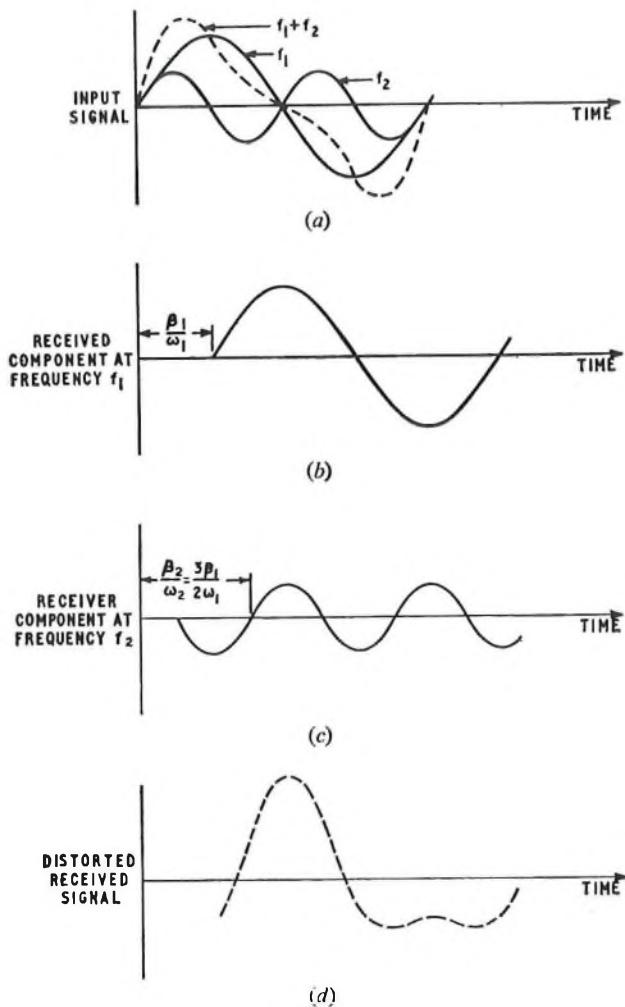 f₁+f₂
f₁
f₂
INPUT
SIGNAL
TIME
(a)
β₁/ω₁
RECEIVED
COMPONENT AT
FREQUENCY f₁
TIME
(b)
β₂/ω₂=3β₁/2ω₁
RECEIVER
COMPONENT AT
FREQUENCY f₂
TIME
(c)
DISTORTED
RECEIVED
SIGNAL
TIME
(d)